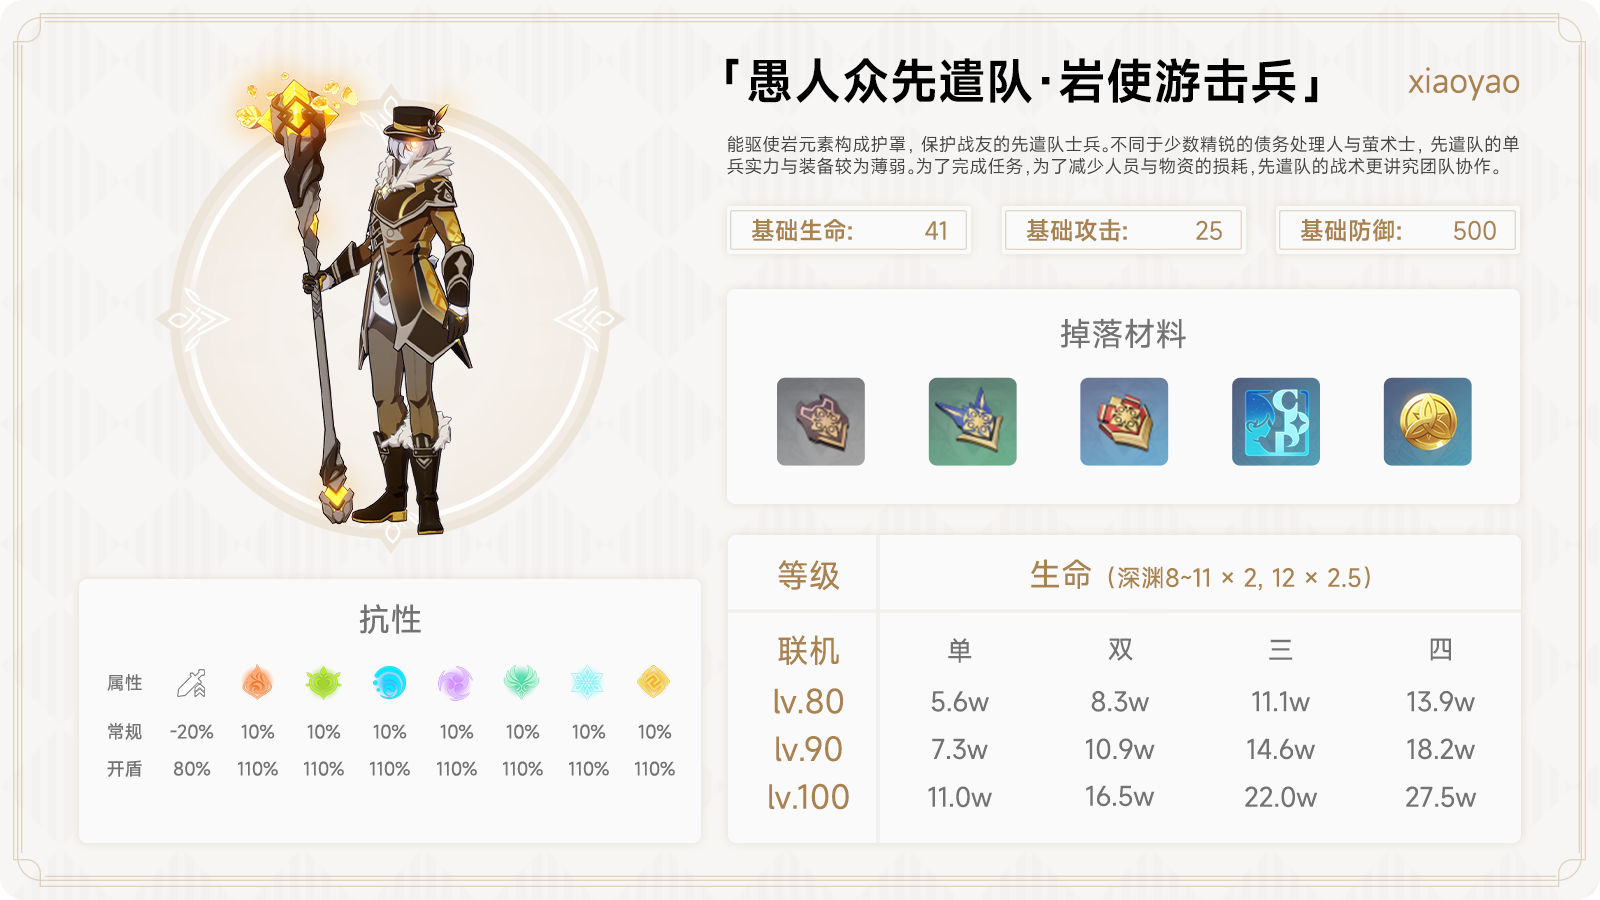 「愚人众先遣队·岩使游击兵」 xiaoyao
能驱使岩元素构成护罩，保护战友的先遣队士兵。不同于少数精锐的债务处理人与萤术士，先遣队的单
兵实力与装备较为薄弱。为了完成任务，为了减少人员与物资的损耗，先遣队的战术更讲究团队协作。
基础生命: 41 基础攻击: 25 基础防御: 500
掉落材料
抗性
属性
常规 -20% 10% 10% 10% 10% 10% 10% 10%
开盾 80% 110% 110% 110% 110% 110% 110% 110%
等级 生命（深渊8~11 × 2, 12 × 2.5）
联机 单 双 三 四
lv.80 5.6w 8.3w 11.1w 13.9w
lv.90 7.3w 10.9w 14.6w 18.2w
lv.100 11.0w 16.5w 22.0w 27.5w